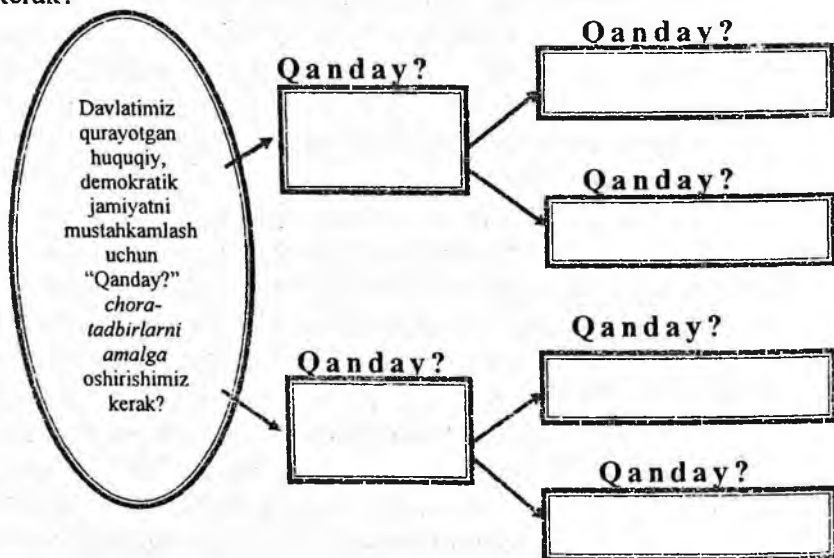 kerak?
Davlatimiz
qurayotgan
huquqiy,
demokratik
jamiyatni
mustahkamlash
uchun
“Qanday?”
chora-
tadbirlarni
amalga
oshirishimiz
kerak?
Qanday?
Qanday?
Qanday?
Qanday?
Qanday?
Qanday?